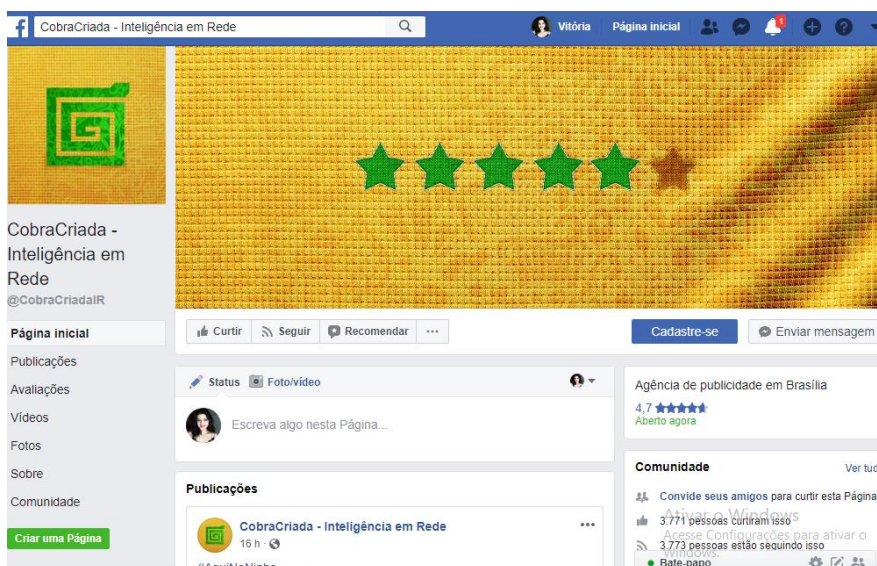 CobraCriada - Inteligência em Rede
Vitória
Página inicial
1
CobraCriada -
Inteligência em
Rede
@CobraCriadaIR
Página inicial
Publicações
Avaliações
Vídeos
Fotos
Sobre
Comunidade
Criar uma Página
Curtir
Seguir
Recomendar
Cadastre-se
Enviar mensagem
Status
Foto/vídeo
Escreva algo nesta Página...
Publicações
CobraCriada - Inteligência em Rede
16 h ·
#AquiNoNinho
Agência de publicidade em Brasília
4,7
Aberto agora
Comunidade
Ver tud
Convide seus amigos para curtir esta Página
3.771 pessoas curtiram isso
3.773 pessoas estão seguindo isso
Ativar o Windows
Acesse Configurações para ativar o
Windows.
Bate-papo